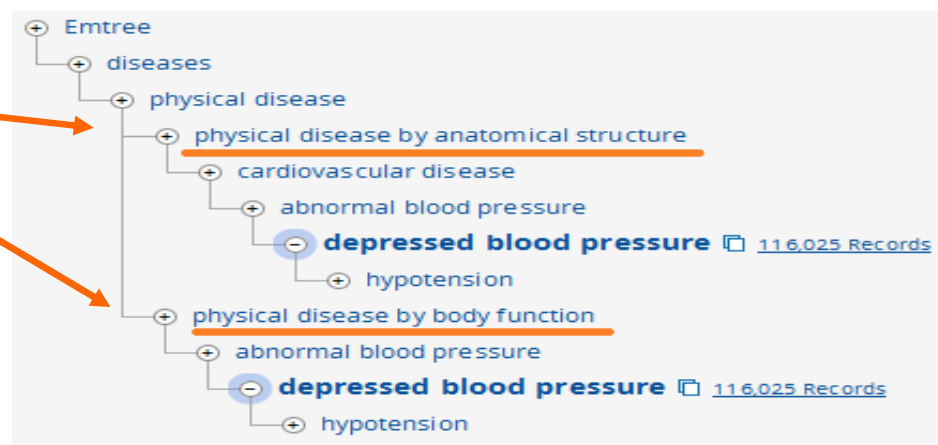 Emtree
diseases
physical disease
physical disease by anatomical structure
cardiovascular disease
abnormal blood pressure
depressed blood pressure 116,025 Records
hypotension
physical disease by body function
abnormal blood pressure
depressed blood pressure 116,025 Records
hypotension